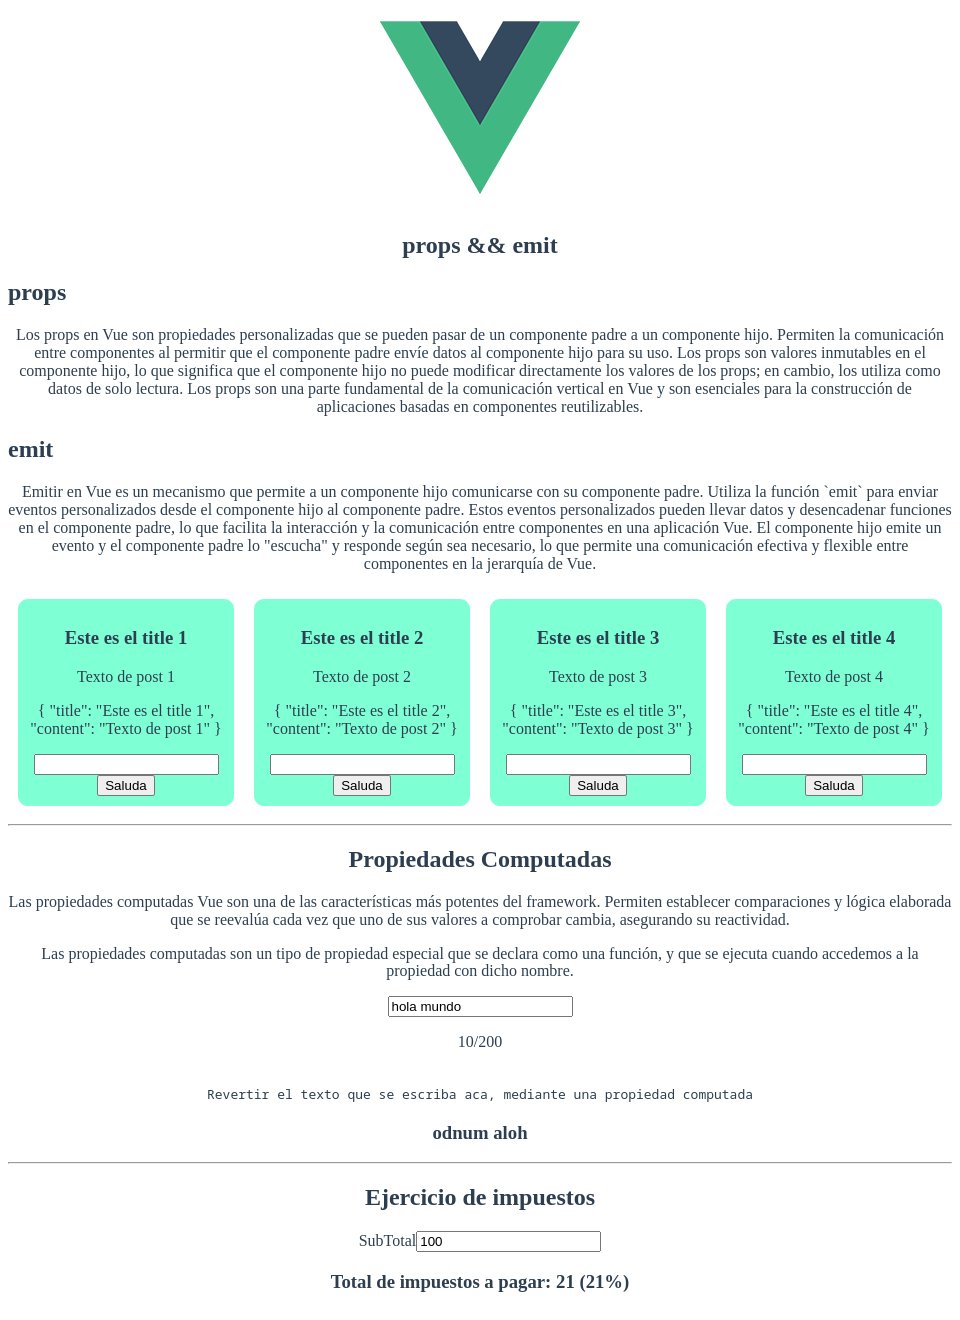 props && emit
props
Los props en Vue son propiedades personalizadas que se pueden pasar de un componente padre a un componente hijo. Permiten la comunicación
entre componentes al permitir que el componente padre envíe datos al componente hijo para su uso. Los props son valores inmutables en el
componente hijo, lo que significa que el componente hijo no puede modificar directamente los valores de los props; en cambio, los utiliza como
datos de solo lectura. Los props son una parte fundamental de la comunicación vertical en Vue y son esenciales para la construcción de
aplicaciones basadas en componentes reutilizables.
emit
Emitir en Vue es un mecanismo que permite a un componente hijo comunicarse con su componente padre. Utiliza la función `emit` para enviar
eventos personalizados desde el componente hijo al componente padre. Estos eventos personalizados pueden llevar datos y desencadenar funciones
en el componente padre, lo que facilita la interacción y la comunicación entre componentes en una aplicación Vue. El componente hijo emite un
evento y el componente padre lo "escucha" y responde según sea necesario, lo que permite una comunicación efectiva y flexible entre
componentes en la jerarquía de Vue.
Este es el title 1
Texto de post 1
{ "title": "Este es el title 1",
"content": "Texto de post 1" }
Saluda
Este es el title 2
Texto de post 2
{ "title": "Este es el title 2",
"content": "Texto de post 2" }
Saluda
Este es el title 3
Texto de post 3
{ "title": "Este es el title 3",
"content": "Texto de post 3" }
Saluda
Este es el title 4
Texto de post 4
{ "title": "Este es el title 4",
"content": "Texto de post 4" }
Saluda
Propiedades Computadas
Las propiedades computadas Vue son una de las características más potentes del framework. Permiten establecer comparaciones y lógica elaborada
que se reevalúa cada vez que uno de sus valores a comprobar cambia, asegurando su reactividad.
Las propiedades computadas son un tipo de propiedad especial que se declara como una función, y que se ejecuta cuando accedemos a la
propiedad con dicho nombre.
hola mundo
10/200
Revertir el texto que se escriba aca, mediante una propiedad computada
odnum aloh
Ejercicio de impuestos
SubTotal 100
Total de impuestos a pagar: 21 (21%)